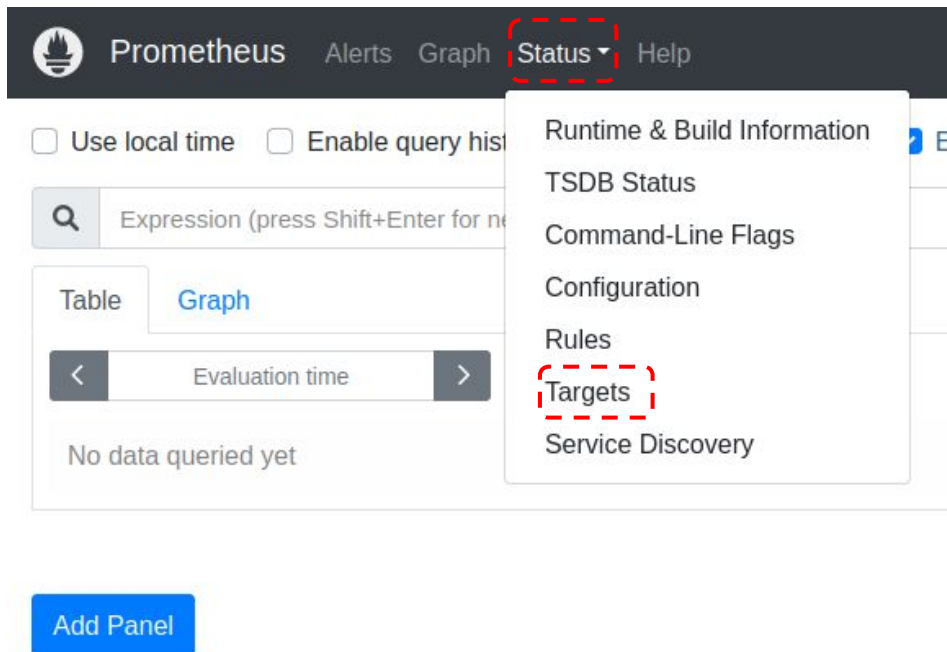 Prometheus Alerts Graph Status Help
Use local time Enable query hist E
Runtime & Build Information
TSDB Status
Command-Line Flags
Configuration
Rules
Targets
Service Discovery
Expression (press Shift+Enter for ne
Table Graph
Evaluation time
No data queried yet
Add Panel